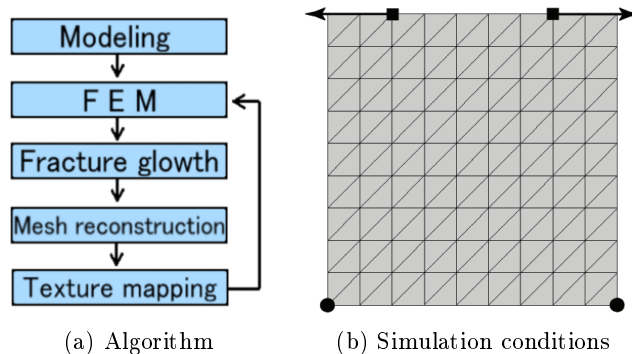 Modeling
F E M
Fracture glowth
Mesh reconstruction
Texture mapping
(a) Algorithm
(b) Simulation conditions